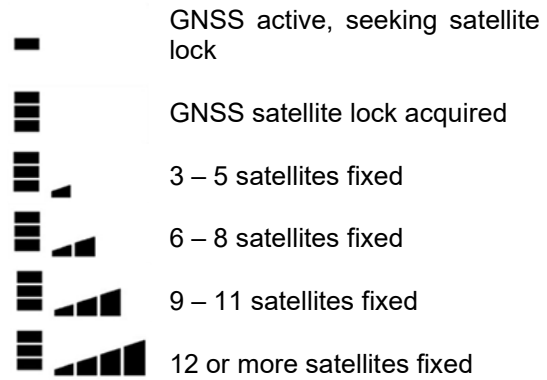 GNSS active, seeking satellite
lock
GNSS satellite lock acquired
3 – 5 satellites fixed
6 – 8 satellites fixed
9 – 11 satellites fixed
12 or more satellites fixed